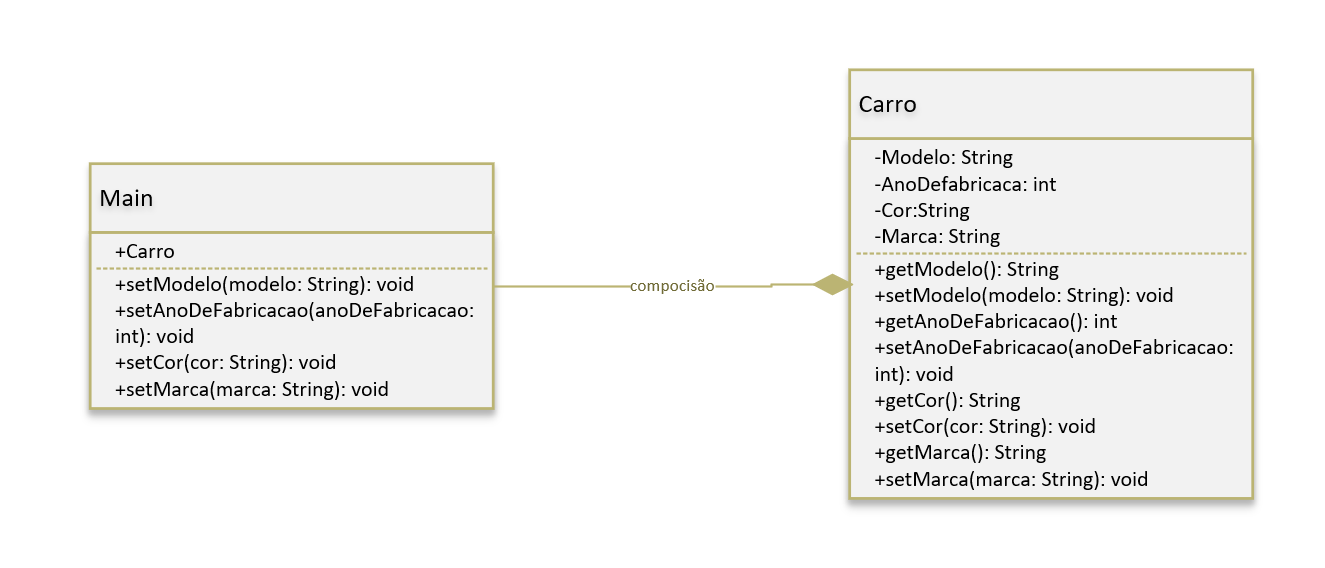 Main
+Carro
+setModelo(modelo: String): void
+setAnoDeFabricacao(anoDeFabricacao:
int): void
+setCor(cor: String): void
+setMarca(marca: String): void
compocisão
Carro
-Modelo: String
-AnoDefabricaca: int
-Cor:String
-Marca: String
+getModelo(): String
+setModelo(modelo: String): void
+getAnoDeFabricacao(): int
+setAnoDeFabricacao(anoDeFabricacao:
int): void
+getCor(): String
+setCor(cor: String): void
+getMarca(): String
+setMarca(marca: String): void